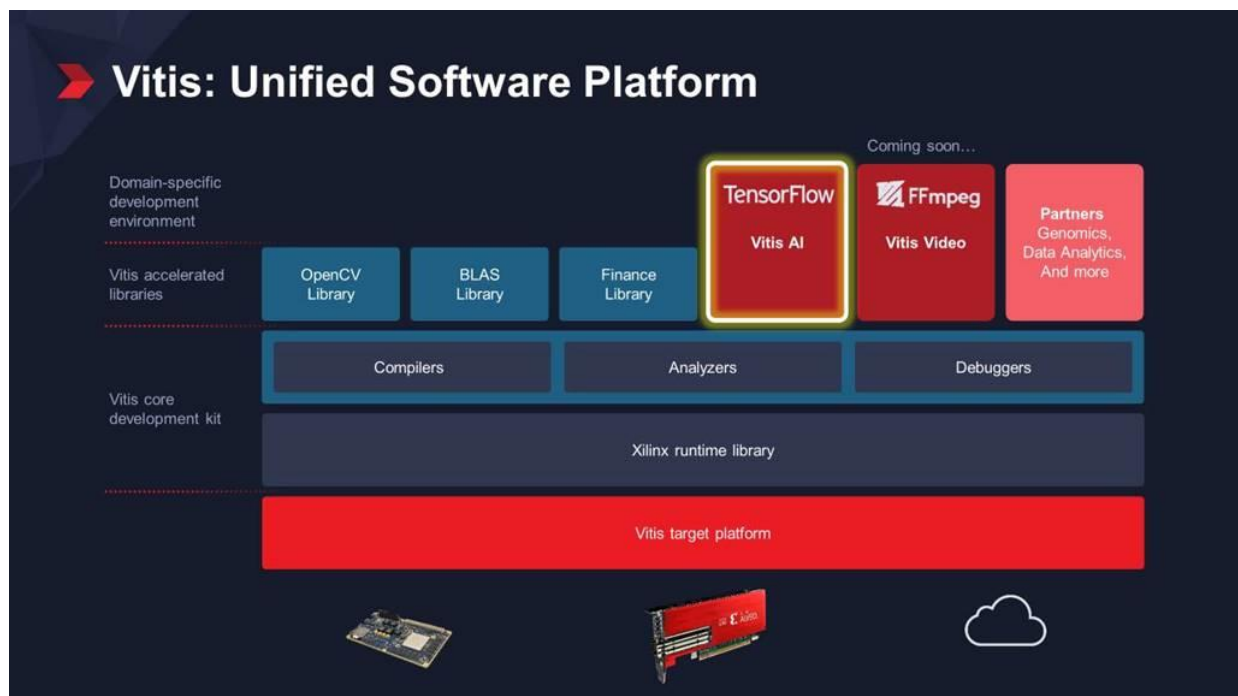 Vitis: Unified Software Platform
Coming soon...
Domain-specific
development
environment
TensorFlow
Vitis AI
FFmpeg
Vitis Video
Partners
Genomics,
Data Analytics,
And more
Vitis accelerated
libraries
OpenCV
Library
BLAS
Library
Finance
Library
Vitis core
development kit
Compilers
Analyzers
Debuggers
Xilinx runtime library
Vitis target platform